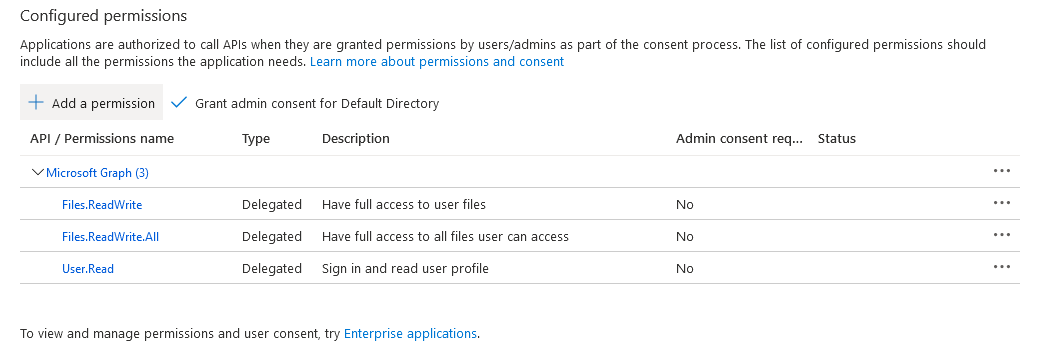 Configured permissions
Applications are authorized to call APIs when they are granted permissions by users/admins as part of the consent process. The list of configured permissions should
include all the permissions the application needs. Learn more about permissions and consent
Add a permission Grant admin consent for Default Directory
API / Permissions name Type Description Admin consent req... Status
Microsoft Graph (3) ...
Files.ReadWrite Delegated Have full access to user files No ...
Files.ReadWrite.All Delegated Have full access to all files user can access No ...
User.Read Delegated Sign in and read user profile No ...
To view and manage permissions and user consent, try Enterprise applications.